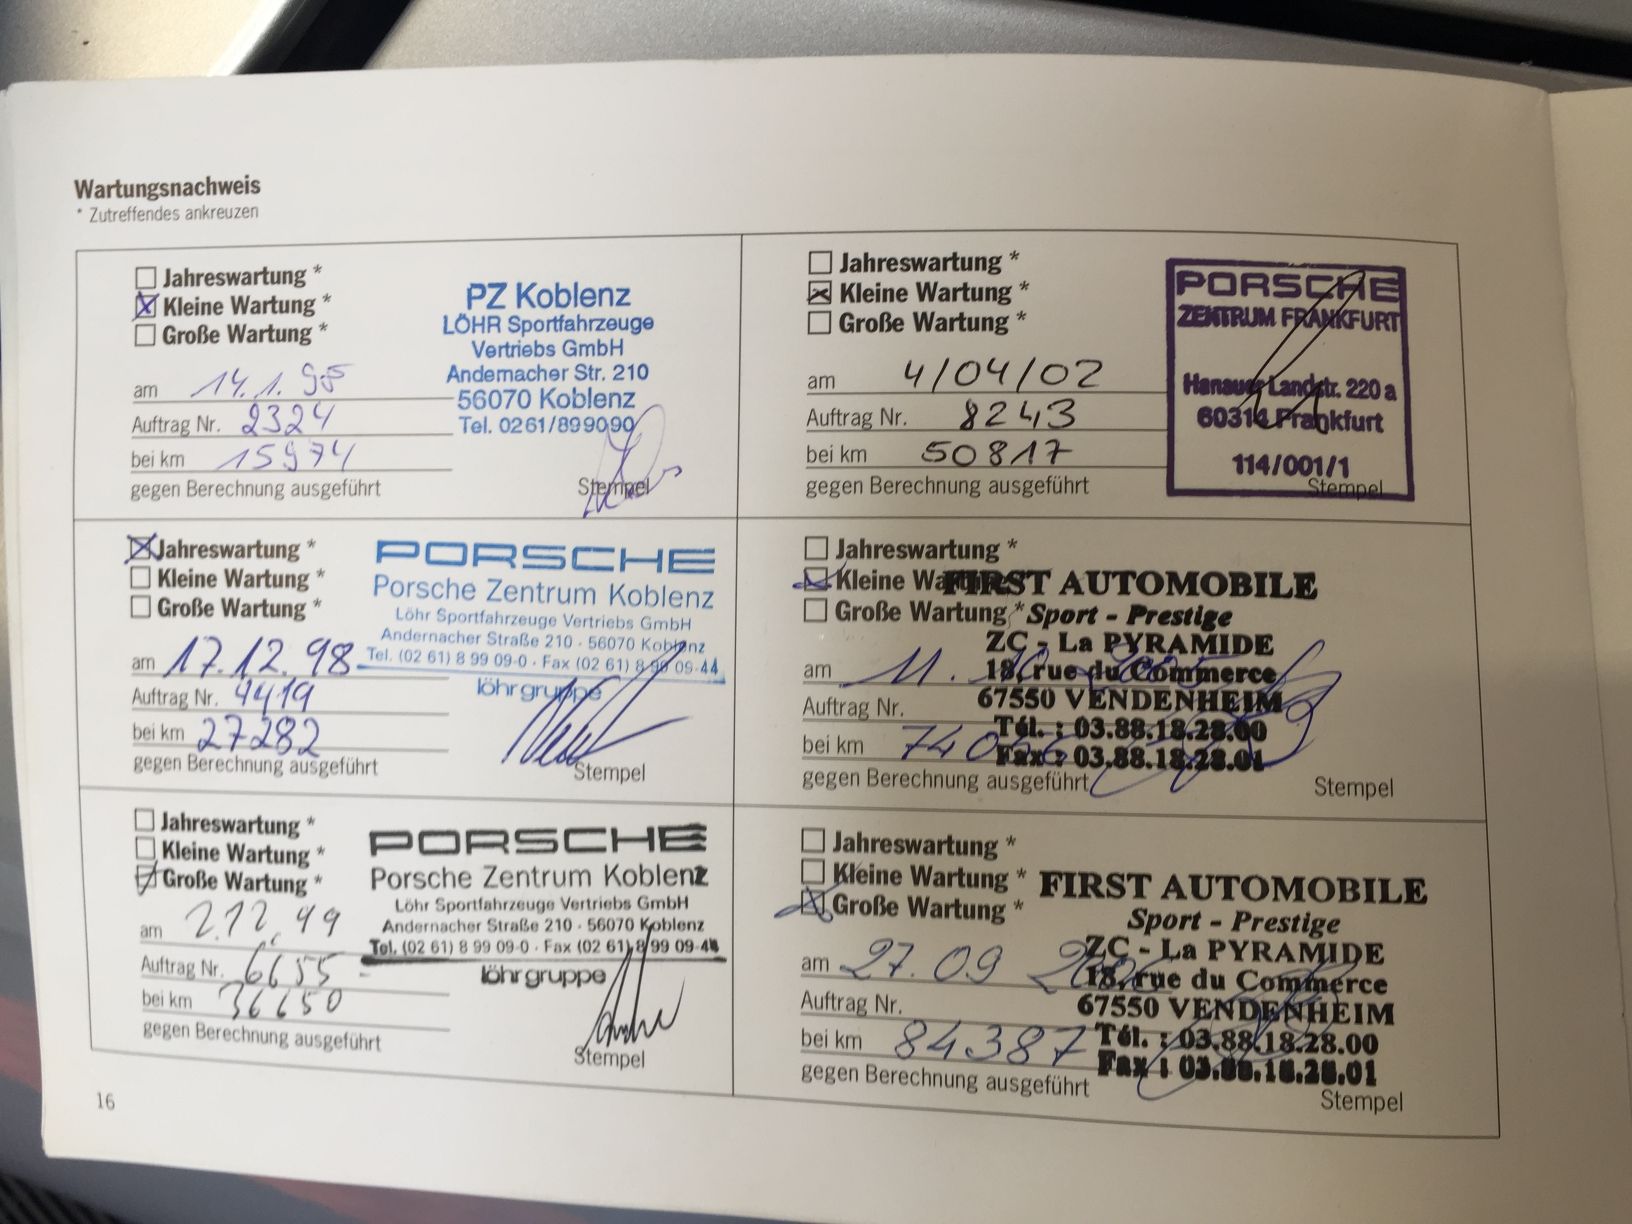 Wartungsnachweis
* Zutreffendes ankreuzen
Jahreswartung *
Kleine Wartung *
Große Wartung *
am 14.1.98
Auftrag Nr. 2324
bei km 15974
gegen Berechnung ausgeführt
PZ Koblenz
LÖHR Sportfahrzeuge
Vertriebs GmbH
Andernacher Str. 210
56070 Koblenz
Tel. 0261/899090
Stempel
Jahreswartung *
Kleine Wartung *
Große Wartung *
am 4/04/02
Auftrag Nr. 8243
bei km 50817
gegen Berechnung ausgeführt
PORSCHE
ZENTRUM FRANKFURT
Hanauer Landstr. 220 a
60314 Frankfurt
114/001/1
Stempel
Jahreswartung *
Kleine Wartung *
Große Wartung *
am 17.12.98
Auftrag Nr. 4419
bei km 27282
gegen Berechnung ausgeführt
PORSCHE
Porsche Zentrum Koblenz
Löhr Sportfahrzeuge Vertriebs GmbH
Andernacher Straße 210 · 56070 Koblenz
Tel. (02 61) 8 99 09-0 · Fax (02 61) 8 99 09-44
löhrgruppe
Stempel
Jahreswartung *
Kleine Wartung
Große Wartung *
am 11.
Auftrag Nr.
bei km
gegen Berechnung ausgeführt
FIRST AUTOMOBILE
Sport - Prestige
ZC - La PYRAMIDE
18, rue du Commerce
67550 VENDENHEIM
Tél. : 03.88.18.28.00
Fax : 03.88.18.28.01
Stempel
Jahreswartung *
Kleine Wartung *
Große Wartung *
am 2.12.99
Auftrag Nr. 6655
bei km 36650
gegen Berechnung ausgeführt
PORSCHE
Porsche Zentrum Koblenz
Löhr Sportfahrzeuge Vertriebs GmbH
Andernacher Straße 210 · 56070 Koblenz
Tel. (02 61) 8 99 09-0 · Fax (02 61) 8 99 09-44
löhrgruppe
Stempel
Jahreswartung *
Kleine Wartung *
Große Wartung *
am 27.09
Auftrag Nr.
bei km 84387
gegen Berechnung ausgeführt
FIRST AUTOMOBILE
Sport - Prestige
ZC - La PYRAMIDE
18, rue du Commerce
67550 VENDENHEIM
Tél. : 03.88.18.28.00
Fax : 03.88.18.28.01
Stempel
16